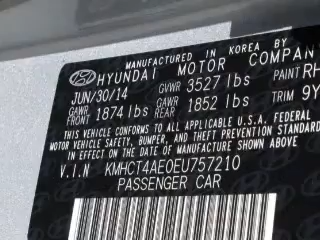 MANUFACTURED IN KOREA BY
HYUNDAI MOTOR COMPANY
JUN/30/14 GVWR 3527 lbs PAINT RH
GAWR FRONT 1874 lbs GAWR REAR 1852 lbs TRIM 9Y
THIS VEHICLE CONFORMS TO ALL APPLICABLE U.S.A. FEDERAL
MOTOR VEHICLE SAFETY, BUMPER, AND THEFT PREVENTION
STANDARDS IN EFFECT ON THE DATE OF MANUFACTURE SHOWN ABOVE
V.I.N KMHCT4AE0EU757210
PASSENGER CAR